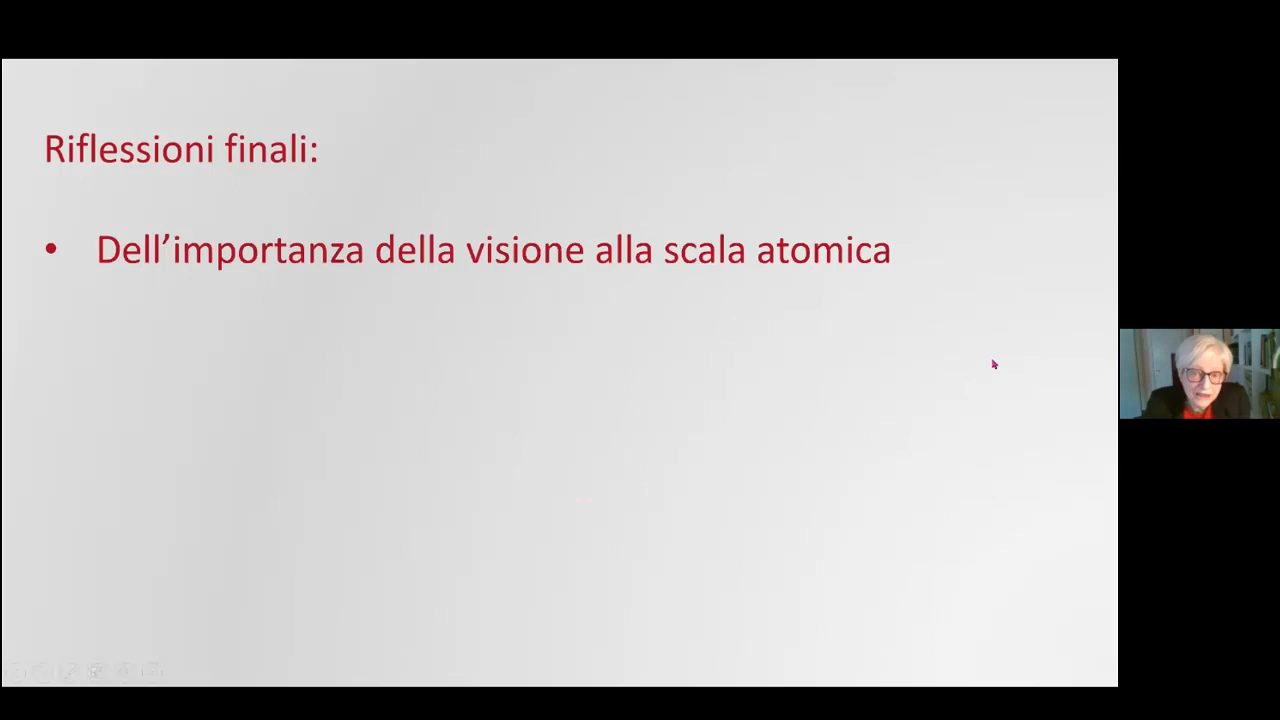 Riflessioni finali:
• Dell’importanza della visione alla scala atomica